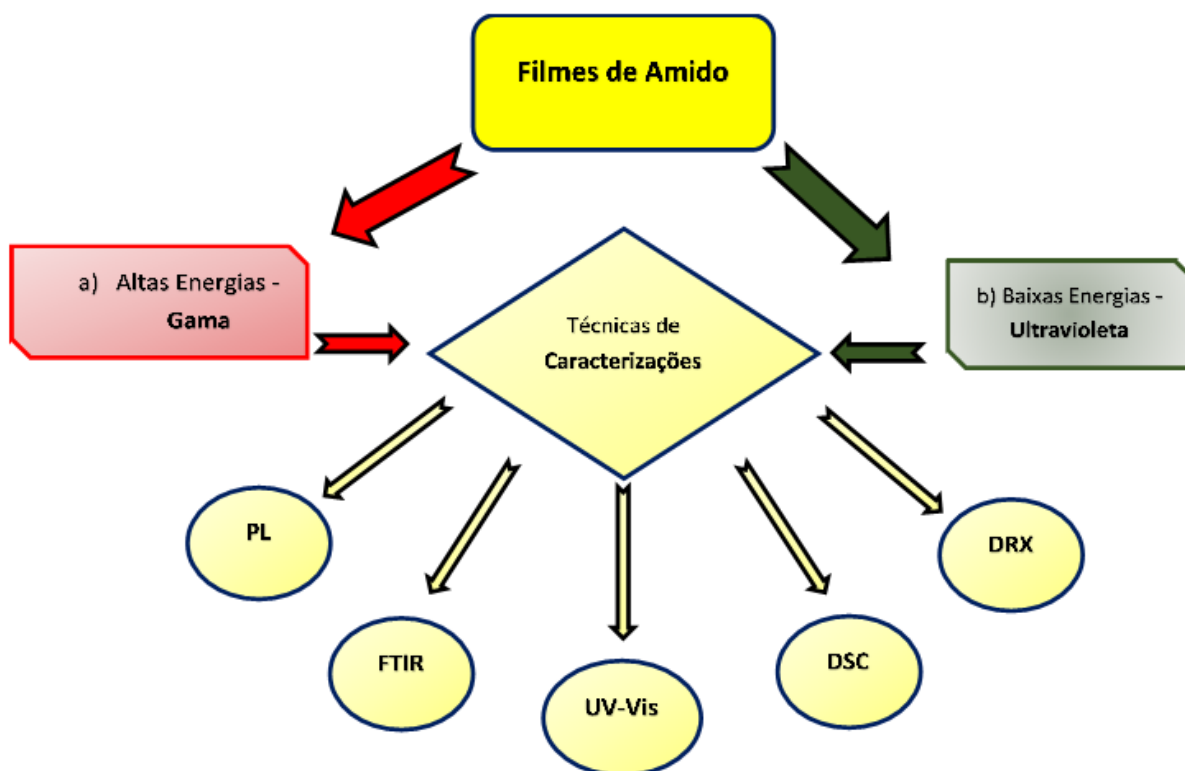 Filmes de Amido
a) Altas Energias -
Gama
Técnicas de
Caracterizações
b) Baixas Energias -
Ultravioleta
PL
FTIR
UV-Vis
DSC
DRX